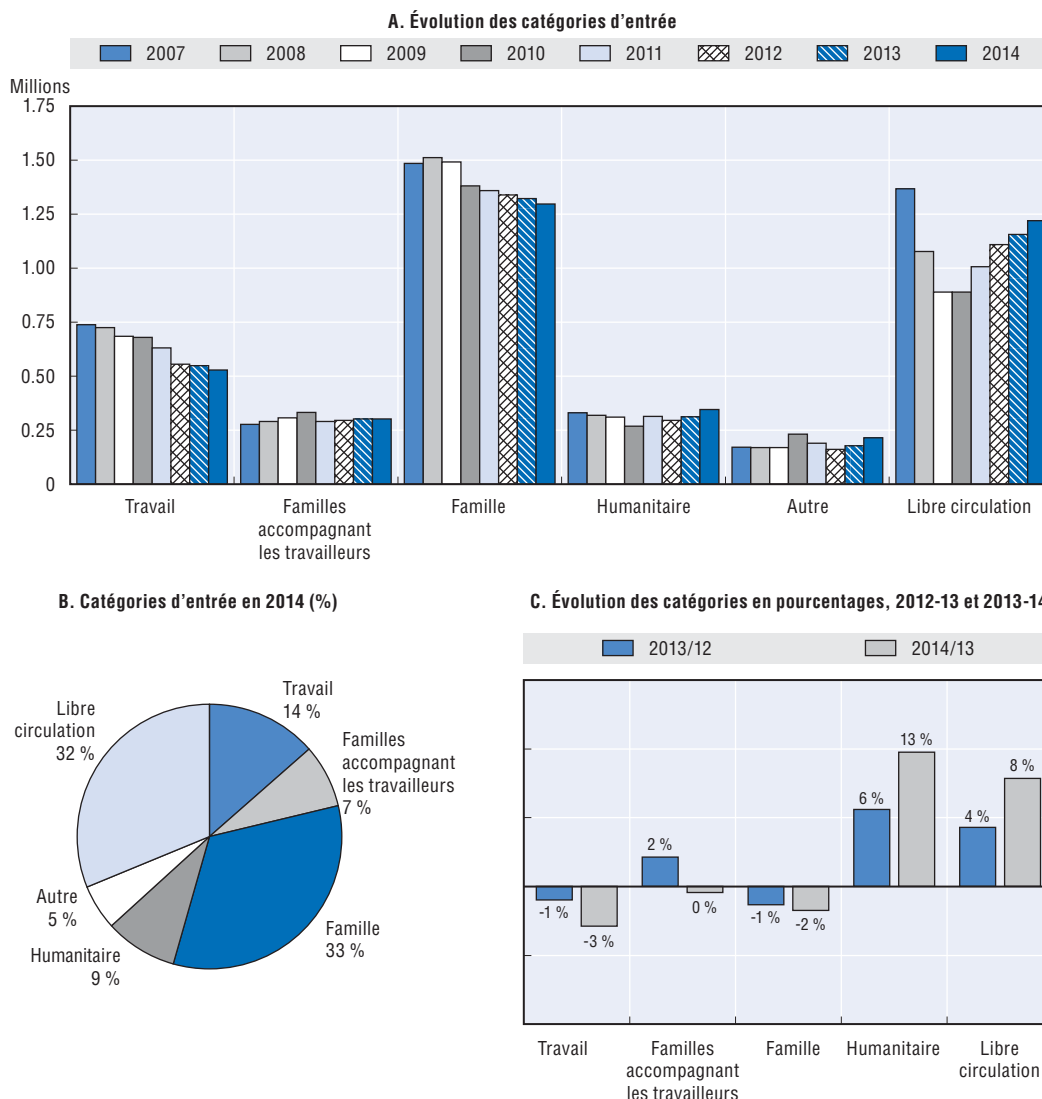 A. Évolution des catégories d'entrée
2007 2008 2009 2010 2011 2012 2013 2014
Millions
1.75
1.50
1.25
1.00
0.75
0.50
0.25
0
Travail
Familles
accompagnant
les travailleurs
Famille
Humanitaire
Autre
Libre circulation
B. Catégories d'entrée en 2014 (%)
Travail
14 %
Familles
accompagnant
les travailleurs
7 %
Famille
33 %
Humanitaire
9 %
Autre
5 %
Libre
circulation
32 %
C. Évolution des catégories en pourcentages, 2012-13 et 2013-14
2013/12 2014/13
-1 %
-3 %
2 %
0 %
-1 %
-2 %
6 %
13 %
4 %
8 %
Travail
Familles
accompagnant
les travailleurs
Famille
Humanitaire
Libre
circulation